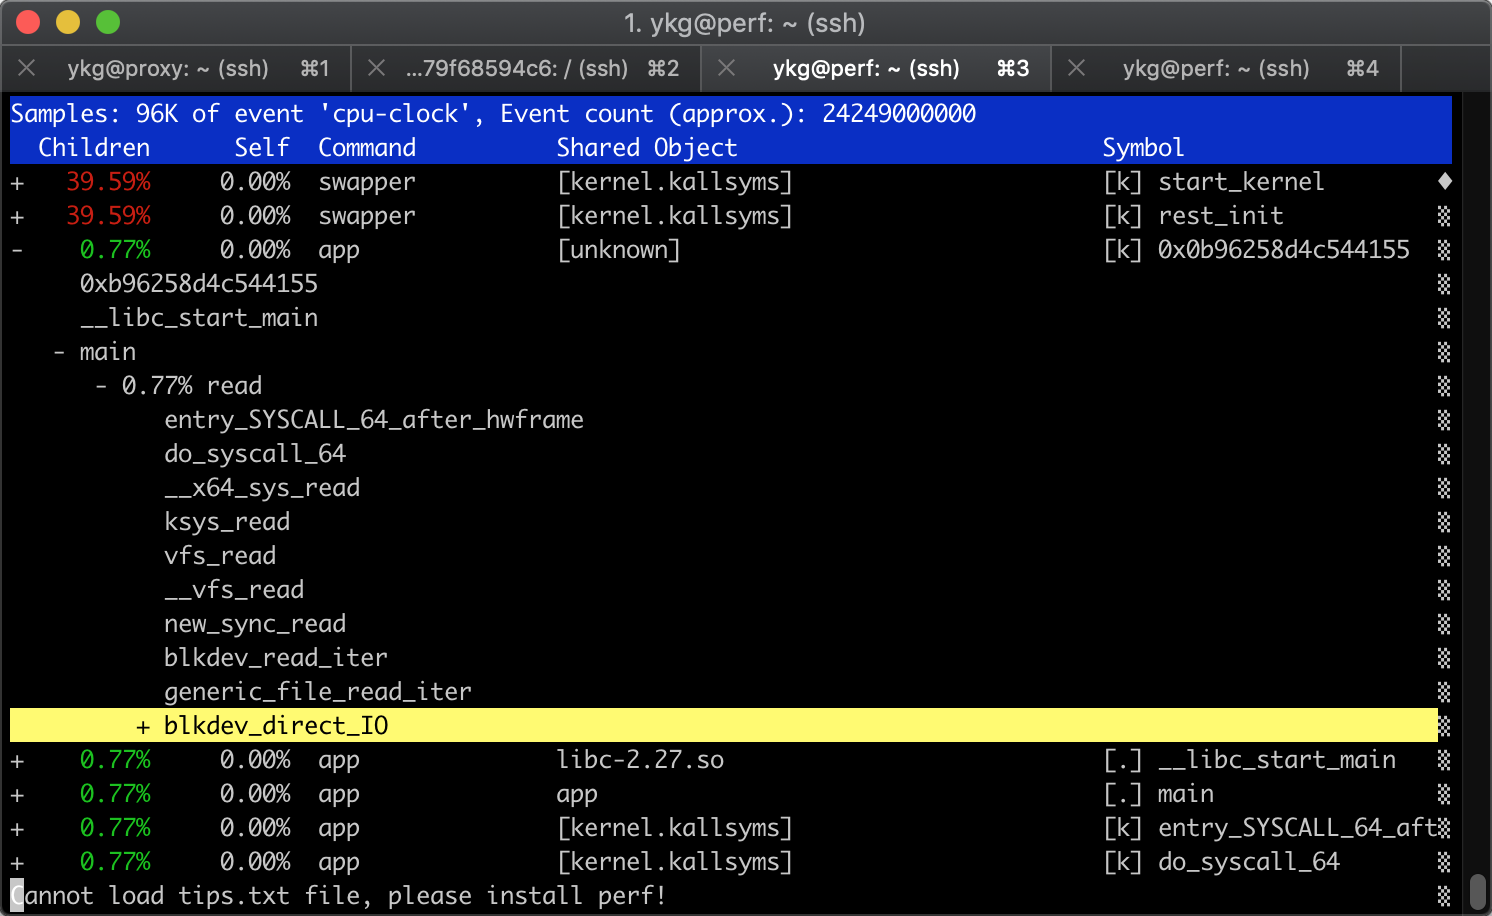 1. ykg@perf: ~ (ssh)
ykg@proxy: ~ (ssh) ⌘1 ...79f68594c6: / (ssh) ⌘2 ykg@perf: ~ (ssh) ⌘3 ykg@perf: ~ (ssh) ⌘4
Samples: 96K of event 'cpu-clock', Event count (approx.): 24249000000
Children Self Command Shared Object Symbol
+ 39.59% 0.00% swapper [kernel.kallsyms] [k] start_kernel
+ 39.59% 0.00% swapper [kernel.kallsyms] [k] rest_init
- 0.77% 0.00% app [unknown] [k] 0x0b96258d4c544155
0xb96258d4c544155
__libc_start_main
- main
- 0.77% read
entry_SYSCALL_64_after_hwframe
do_syscall_64
__x64_sys_read
ksys_read
vfs_read
__vfs_read
new_sync_read
blkdev_read_iter
generic_file_read_iter
+ blkdev_direct_IO
+ 0.77% 0.00% app libc-2.27.so [.] __libc_start_main
+ 0.77% 0.00% app app [.] main
+ 0.77% 0.00% app [kernel.kallsyms] [k] entry_SYSCALL_64_aft
+ 0.77% 0.00% app [kernel.kallsyms] [k] do_syscall_64
Cannot load tips.txt file, please install perf!